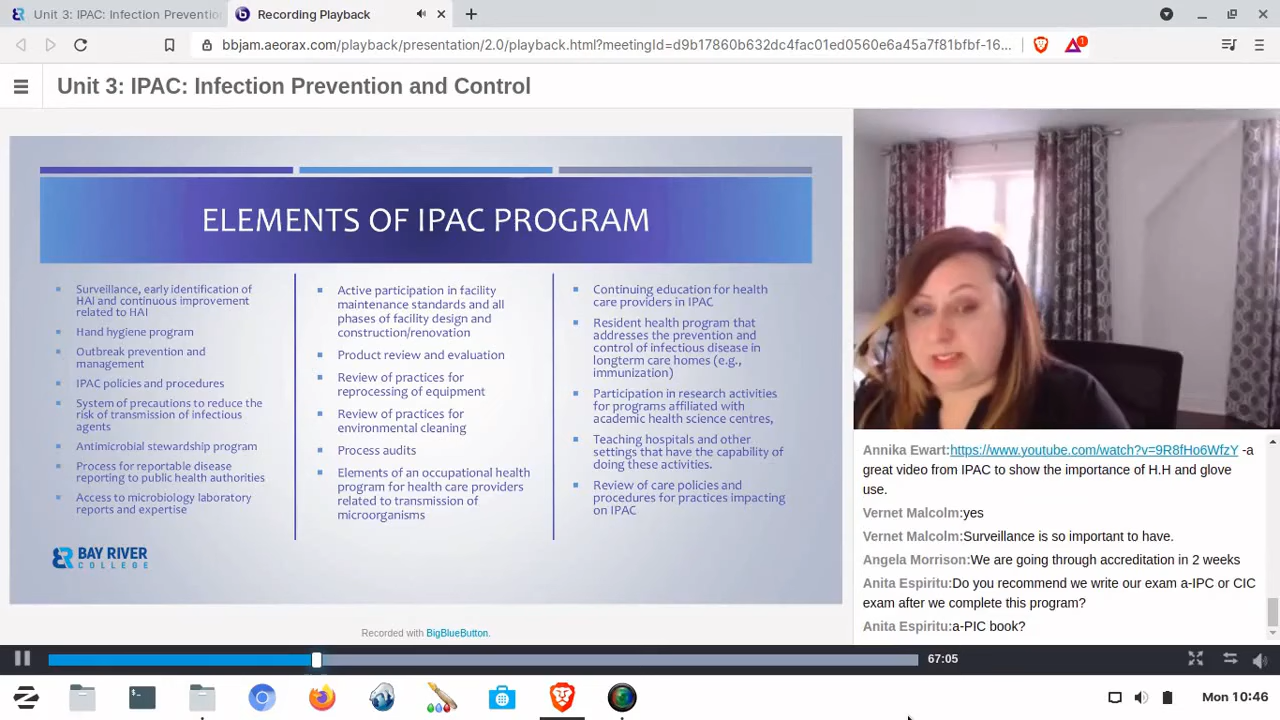 Unit 3: IPAC: Infection Preventio
Recording Playback
bbjam.aeorax.com/playback/presentation/2.0/playback.html?meetingId=d9b17860b632dc4fac01ed0560e6a45a7f81bfbf-16...
1
Unit 3: IPAC: Infection Prevention and Control
ELEMENTS OF IPAC PROGRAM
Surveillance, early identification of
HAI and continuous improvement
related to HAI
Hand hygiene program
Outbreak prevention and
management
IPAC policies and procedures
System of precautions to reduce the
risk of transmission of infectious
agents
Antimicrobial stewardship program
Process for reportable disease
reporting to public health authorities
Access to microbiology laboratory
reports and expertise
Active participation in facility
maintenance standards and all
phases of facility design and
construction/renovation
Product review and evaluation
Review of practices for
reprocessing of equipment
Review of practices for
environmental cleaning
Process audits
Elements of an occupational health
program for health care providers
related to transmission of
microorganisms
Continuing education for health
care providers in IPAC
Resident health program that
addresses the prevention and
control of infectious disease in
longterm care homes (e.g.,
immunization)
Participation in research activities
for programs affiliated with
academic health science centres,
Teaching hospitals and other
settings that have the capability of
doing these activities.
Review of care policies and
procedures for practices impacting
on IPAC
BAY RIVER
COLLEGE
Annika Ewart:https://www.youtube.com/watch?v=9R8fHo6WfzY -a
great video from IPAC to show the importance of H.H and glove
use.
Vernet Malcolm:yes
Vernet Malcolm:Surveillance is so important to have.
Angela Morrison:We are going through accreditation in 2 weeks
Anita Espiritu:Do you recommend we write our exam a-IPC or CIC
exam after we complete this program?
Anita Espiritu:a-PIC book?
Recorded with BigBlueButton.
67:05
Mon 10:46